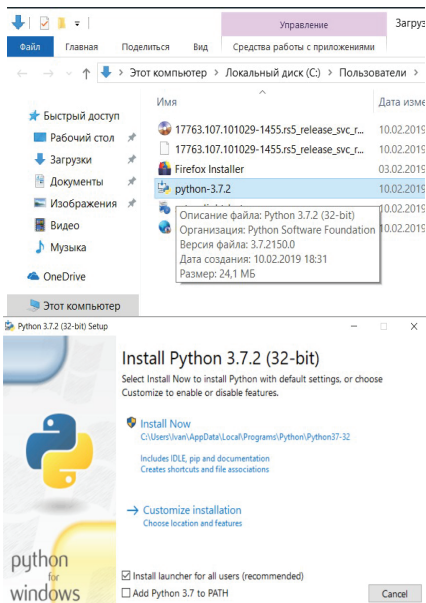 Управление
Загруз
Файл
Главная
Поделиться
Вид
Средства работы с приложениями
Этот компьютер > Локальный диск (C:) > Пользователи >
Имя
Дата изме
Быстрый доступ
Рабочий стол
Загрузки
Документы
Изображения
Видео
Музыка
OneDrive
Этот компьютер
17763.107.101029-1455.rs5_release_svc_r...
10.02.2019
17763.107.101029-1455.rs5_release_svc_r...
10.02.2019
Firefox Installer
03.02.2019
python-3.7.2
10.02.2019
10.02.2019
10.02.2019
Описание файла: Python 3.7.2 (32-bit)
Организация: Python Software Foundation
Версия файла: 3.7.2150.0
Дата создания: 10.02.2019 18:31
Размер: 24,1 МБ
Python 3.7.2 (32-bit) Setup
Install Python 3.7.2 (32-bit)
Select Install Now to install Python with default settings, or choose
Customize to enable or disable features.
Install Now
C:\Users\Ivan\AppData\Local\Programs\Python\Python37-32
Includes IDLE, pip and documentation
Creates shortcuts and file associations
Customize installation
Choose location and features
python
for
windows
Install launcher for all users (recommended)
Add Python 3.7 to PATH
Cancel